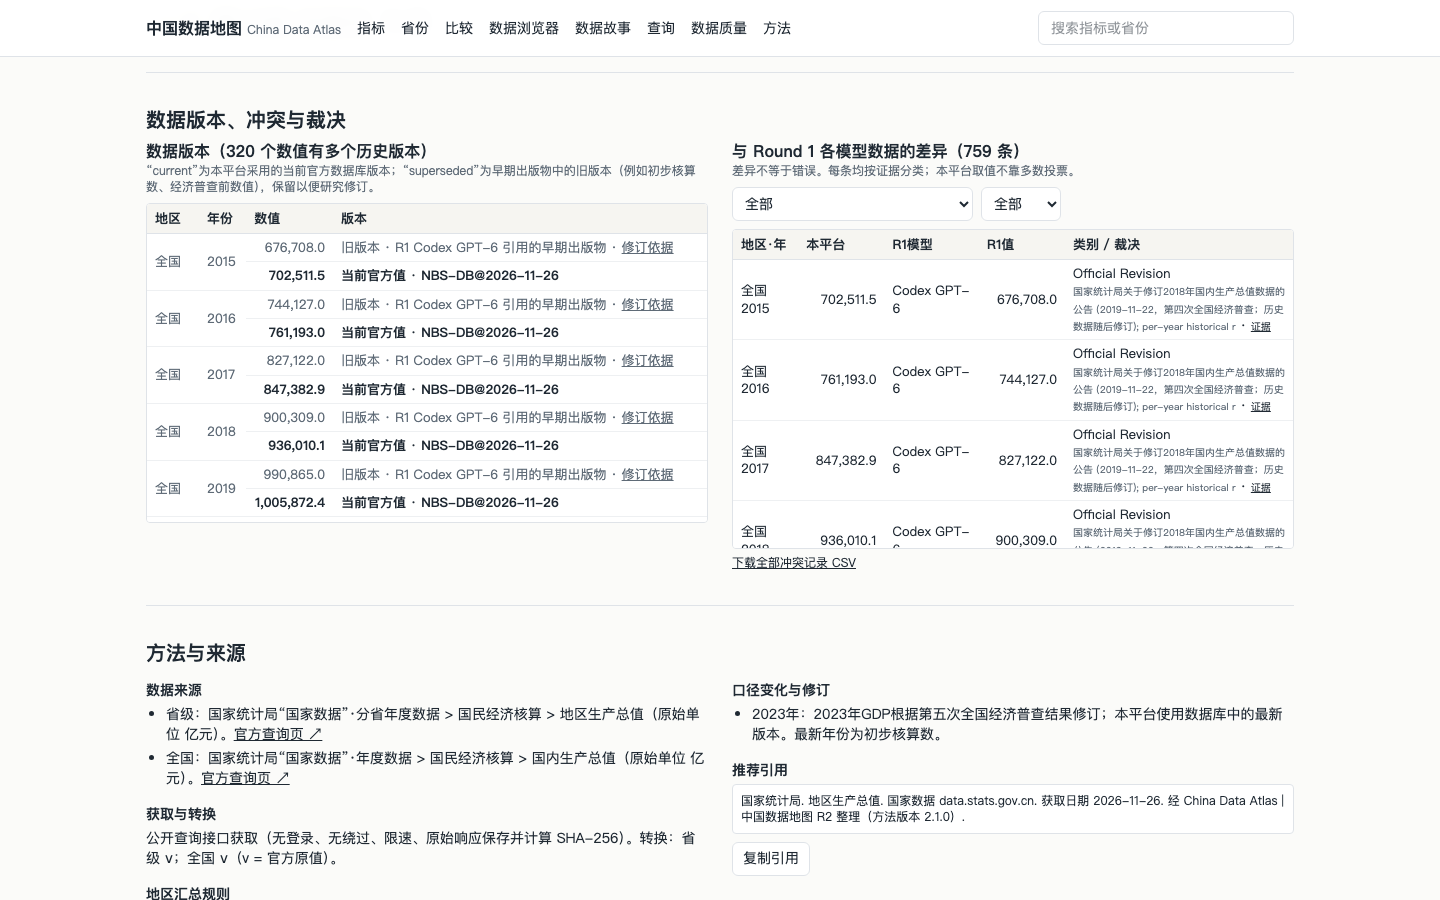 中国数据地图 China Data Atlas 指标 省份 比较 数据浏览器 数据故事 查询 数据质量 方法 搜索指标或省份
数据版本、冲突与裁决
数据版本（320 个数值有多个历史版本）
“current”为本平台采用的当前官方数据库版本；“superseded”为早期出版物中的旧版本（例如初步核算
数、经济普查前数值），保留以便研究修订。
地区 年份 数值 版本
全国 2015 676,708.0 旧版本 · R1 Codex GPT-6 引用的早期出版物 · 修订依据
702,511.5 当前官方值 · NBS-DB@2026-11-26
全国 2016 744,127.0 旧版本 · R1 Codex GPT-6 引用的早期出版物 · 修订依据
761,193.0 当前官方值 · NBS-DB@2026-11-26
全国 2017 827,122.0 旧版本 · R1 Codex GPT-6 引用的早期出版物 · 修订依据
847,382.9 当前官方值 · NBS-DB@2026-11-26
全国 2018 900,309.0 旧版本 · R1 Codex GPT-6 引用的早期出版物 · 修订依据
936,010.1 当前官方值 · NBS-DB@2026-11-26
全国 2019 990,865.0 旧版本 · R1 Codex GPT-6 引用的早期出版物 · 修订依据
1,005,872.4 当前官方值 · NBS-DB@2026-11-26
与 Round 1 各模型数据的差异（759 条）
差异不等于错误。每条均按证据分类；本平台取值不靠多数投票。
全部 全部
地区·年 本平台 R1模型 R1值 类别 / 裁决
全国
2015
702,511.5
Codex GPT-
6
676,708.0
Official Revision
国家统计局关于修订2018年国内生产总值数据的
公告 (2019-11-22，第四次全国经济普查；历史
数据随后修订); per-year historical r · 证据
全国
2016
761,193.0
Codex GPT-
6
744,127.0
Official Revision
国家统计局关于修订2018年国内生产总值数据的
公告 (2019-11-22，第四次全国经济普查；历史
数据随后修订); per-year historical r · 证据
全国
2017
847,382.9
Codex GPT-
6
827,122.0
Official Revision
国家统计局关于修订2018年国内生产总值数据的
公告 (2019-11-22，第四次全国经济普查；历史
数据随后修订); per-year historical r · 证据
全国
2018
936,010.1
Codex GPT-
6
900,309.0
Official Revision
国家统计局关于修订2018年国内生产总值数据的
公告 (2019-11-22，第四次全国经济普查；历史
下载全部冲突记录 CSV
方法与来源
数据来源
• 省级：国家统计局“国家数据”·分省年度数据 > 国民经济核算 > 地区生产总值（原始单
位 亿元）。官方查询页 ↗
• 全国：国家统计局“国家数据”·年度数据 > 国民经济核算 > 国内生产总值（原始单位 亿
元）。官方查询页 ↗
获取与转换
公开查询接口获取（无登录、无绕过、限速、原始响应保存并计算 SHA-256）。转换：省
级 v；全国 v（v = 官方原值）。
地区汇总规则
口径变化与修订
• 2023年：2023年GDP根据第五次全国经济普查结果修订；本平台使用数据库中的最新
版本。最新年份为初步核算数。
推荐引用
国家统计局. 地区生产总值. 国家数据 data.stats.gov.cn. 获取日期 2026-11-26. 经 China Data Atlas |
中国数据地图 R2 整理（方法版本 2.1.0）.
复制引用